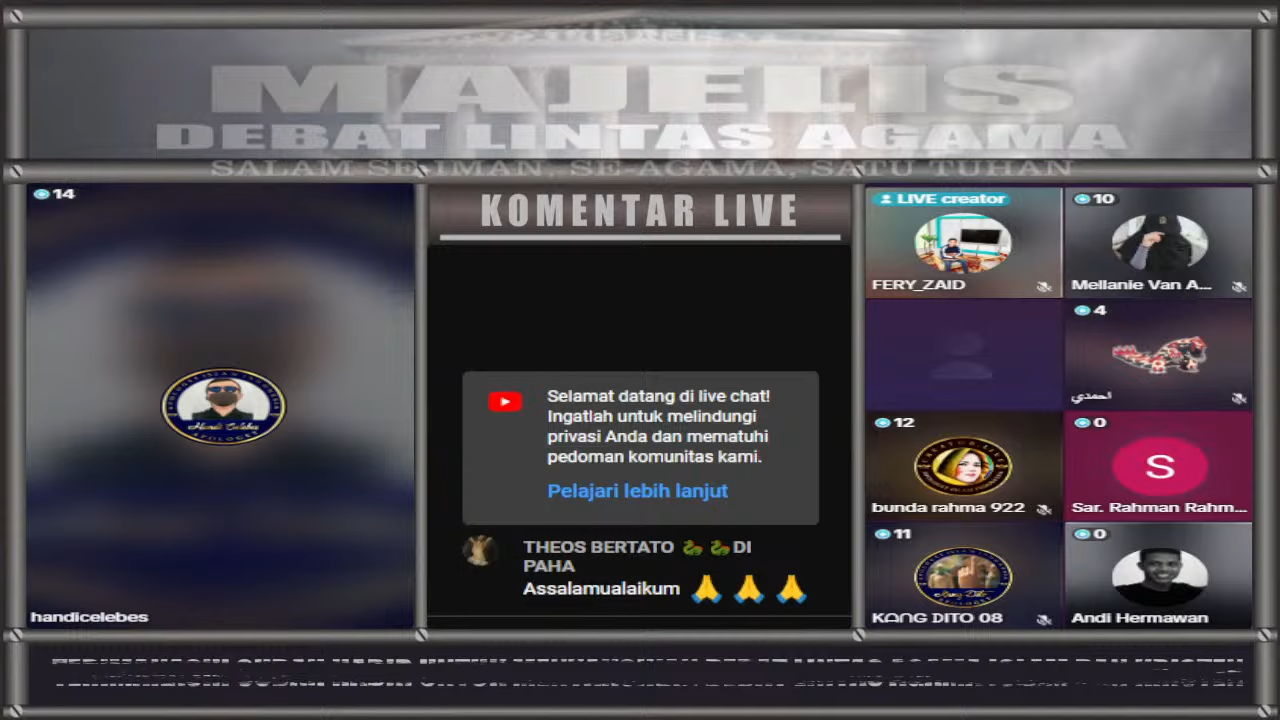 MAJELIS
DEBAT LINTAS AGAMA
SALAM SE-IMAN, SE-AGAMA, SATU TUHAN
14
handicelebes
KOMENTAR LIVE
Selamat datang di live chat!
Ingatlah untuk melindungi
privasi Anda dan mematuhi
pedoman komunitas kami.
Pelajari lebih lanjut
THEOS BERTATO 🐉 🐉DI
PAHA
Assalamualaikum 🙏 🙏 🙏
LIVE creator
FERY_ZAID
10
Mellanie Van A...
4
احمدي
12
bunda rahma 922
0
S
Sar. Rahman Rahm...
11
KANG DITO 08
0
Andi Hermawan